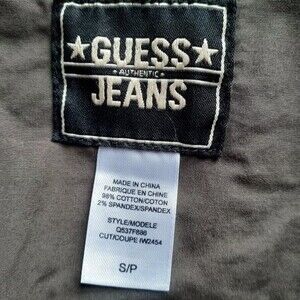 ★GUESS★
• AUTHENTIC •
JEANS
MADE IN CHINA
FABRIQUE EN CHINE
98% COTTON/COTON
2% SPANDEX/SPANDEX
STYLE/MODELE
Q537F886
CUT/COUPE IW2454
S/P